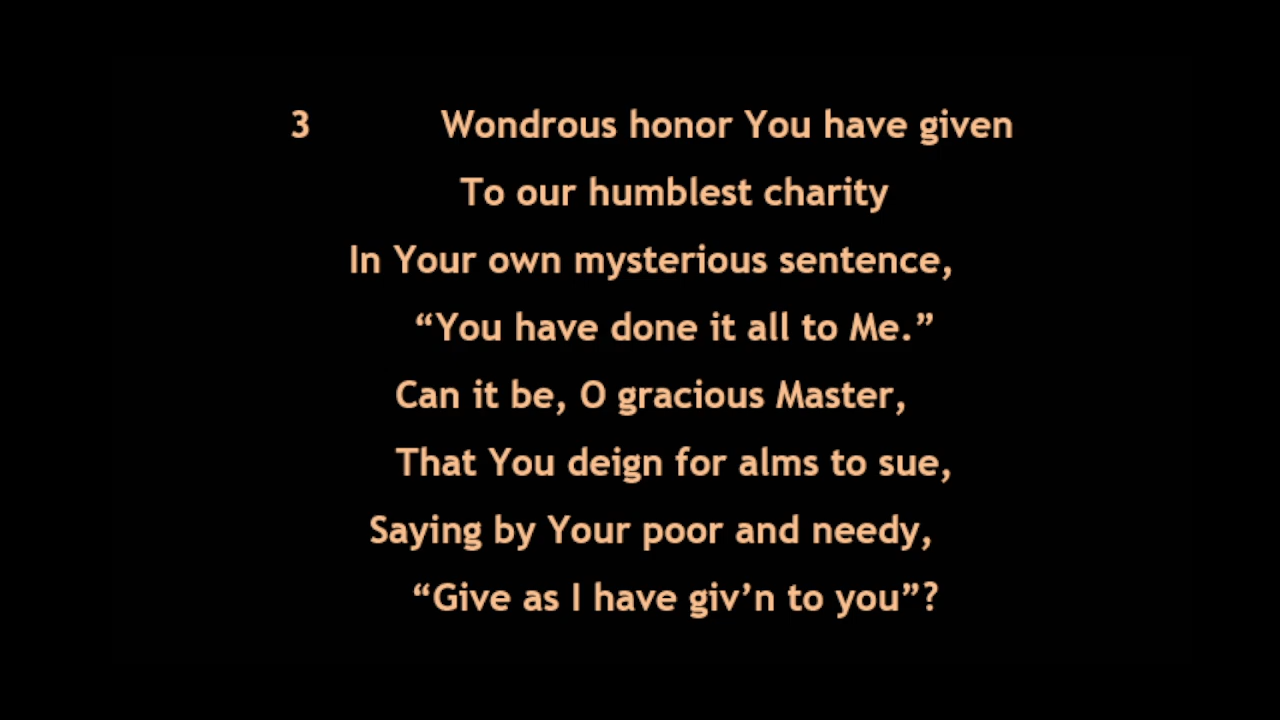 3 Wondrous honor You have given
To our humblest charity
In Your own mysterious sentence,
“You have done it all to Me.”
Can it be, O gracious Master,
That You deign for alms to sue,
Saying by Your poor and needy,
“Give as I have giv’n to you”?